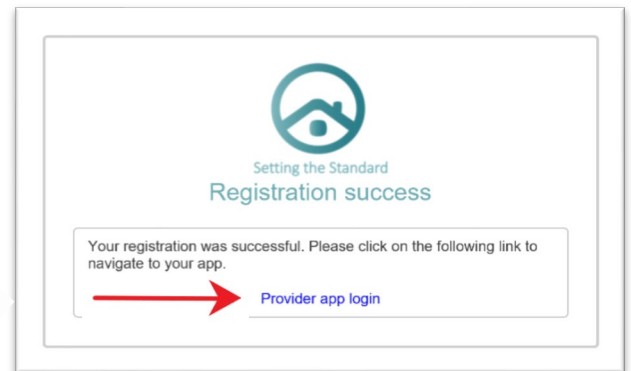 Setting the Standard
Registration success
Your registration was successful. Please click on the following link to
navigate to your app.
Provider app login